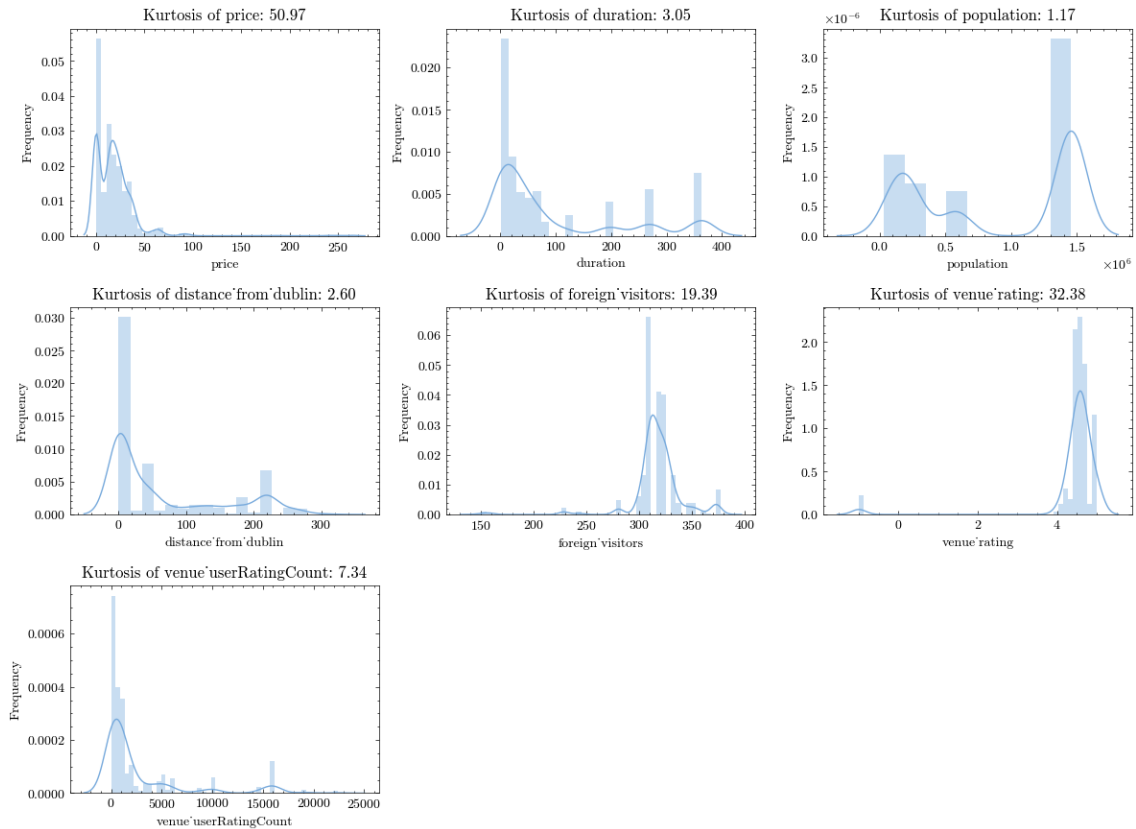 Kurtosis of price: 50.97
0.05
0.04
0.03
0.02
0.01
0.00
Frequency
0 50 100 150 200 250
price
Kurtosis of duration: 3.05
0.020
0.015
0.010
0.005
0.000
Frequency
0 100 200 300 400
duration
Kurtosis of population: 1.17
×10⁻⁶
3.5
3.0
2.5
2.0
1.5
1.0
0.5
0.0
Frequency
0.0 0.5 1.0 1.5
×10⁶
population
Kurtosis of distance˙from˙dublin: 2.60
0.030
0.025
0.020
0.015
0.010
0.005
0.000
Frequency
0 100 200 300
distance˙from˙dublin
Kurtosis of foreign˙visitors: 19.39
0.06
0.05
0.04
0.03
0.02
0.01
0.00
Frequency
150 200 250 300 350 400
foreign˙visitors
Kurtosis of venue˙rating: 32.38
2.0
1.5
1.0
0.5
0.0
Frequency
0 2 4
venue˙rating
Kurtosis of venue˙userRatingCount: 7.34
0.0006
0.0004
0.0002
0.0000
Frequency
0 5000 10000 15000 20000 25000
venue˙userRatingCount